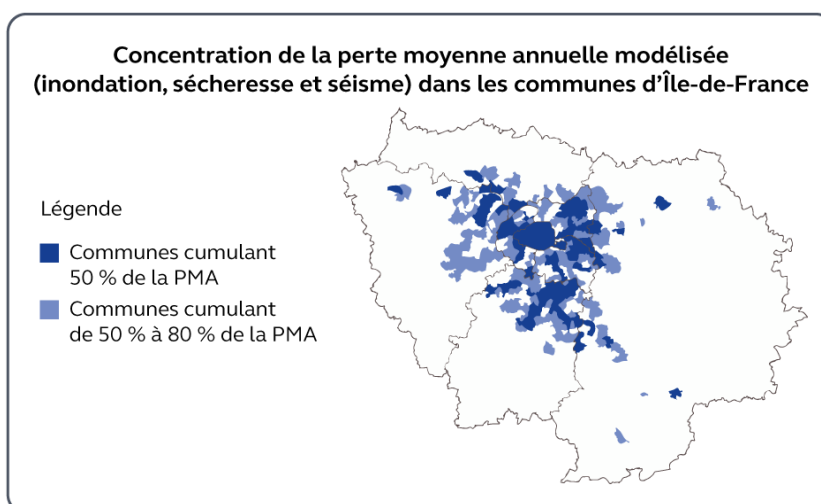 Concentration de la perte moyenne annuelle modélisée
(inondation, sécheresse et séisme) dans les communes d’Île-de-France
Légende
Communes cumulant
50 % de la PMA
Communes cumulant
de 50 % à 80 % de la PMA